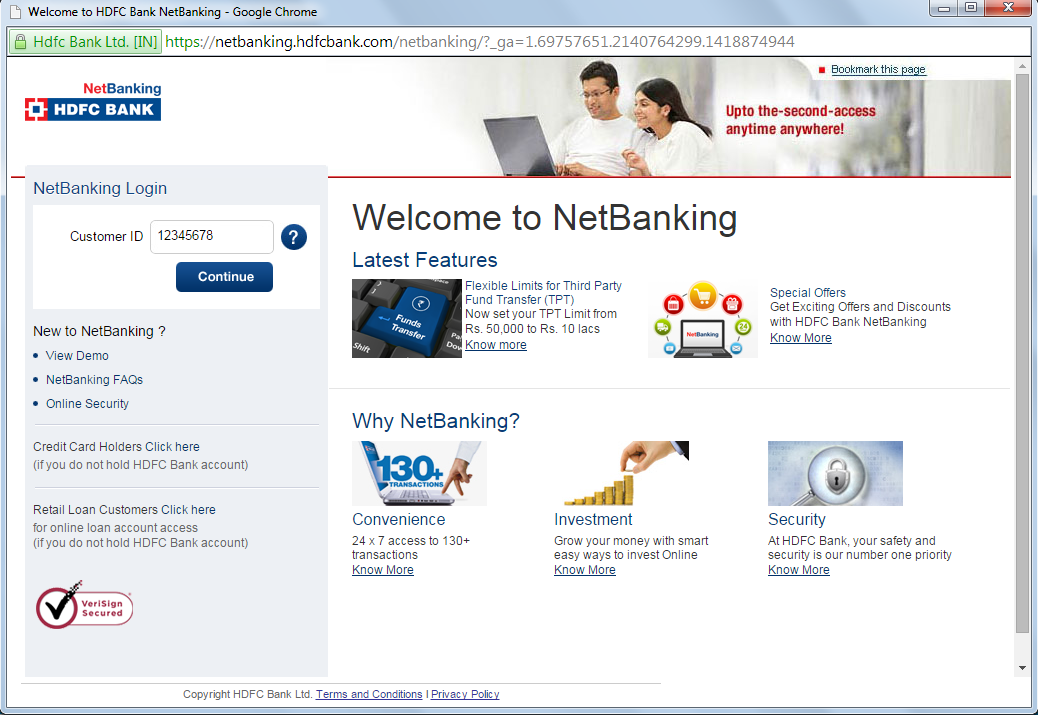 Welcome to HDFC Bank NetBanking - Google Chrome
Hdfc Bank Ltd. [IN] https://netbanking.hdfcbank.com/netbanking/?_ga=1.69757651.2140764299.1418874944
Bookmark this page
NetBanking
HDFC BANK
Upto the-second-access
anytime anywhere!
NetBanking Login
Customer ID 12345678 ?
Continue
New to NetBanking ?
View Demo
NetBanking FAQs
Online Security
Credit Card Holders Click here
(if you do not hold HDFC Bank account)
Retail Loan Customers Click here
for online loan account access
(if you do not hold HDFC Bank account)
VeriSign
Secured
Welcome to NetBanking
Latest Features
Funds
Transfer
Shift
Flexible Limits for Third Party
Fund Transfer (TPT)
Now set your TPT Limit from
Rs. 50,000 to Rs. 10 lacs
Know more
NetBanking
24
Special Offers
Get Exciting Offers and Discounts
with HDFC Bank NetBanking
Know More
Why NetBanking?
130+
TRANSACTIONS
Convenience
24 x 7 access to 130+
transactions
Know More
Investment
Grow your money with smart
easy ways to invest Online
Know More
Security
At HDFC Bank, your safety and
security is our number one priority
Know More
Copyright HDFC Bank Ltd. Terms and Conditions I Privacy Policy